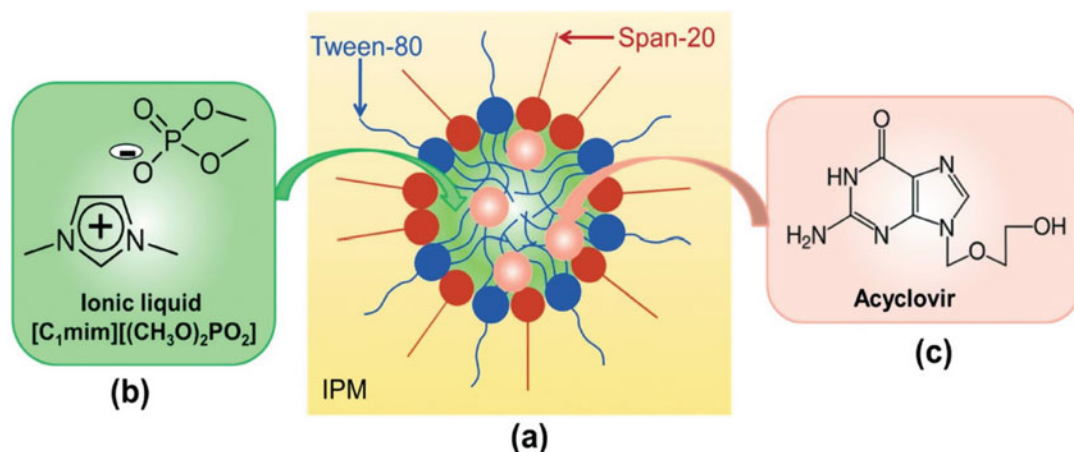 Tween-80
Span-20
IPM
(a)
O
O
P
O
O
N
+
N
Ionic liquid
[C₁mim][(CH₃O)₂PO₂]
(b)
O
HN
N
H₂N
N
N
O
OH
Acyclovir
(c)